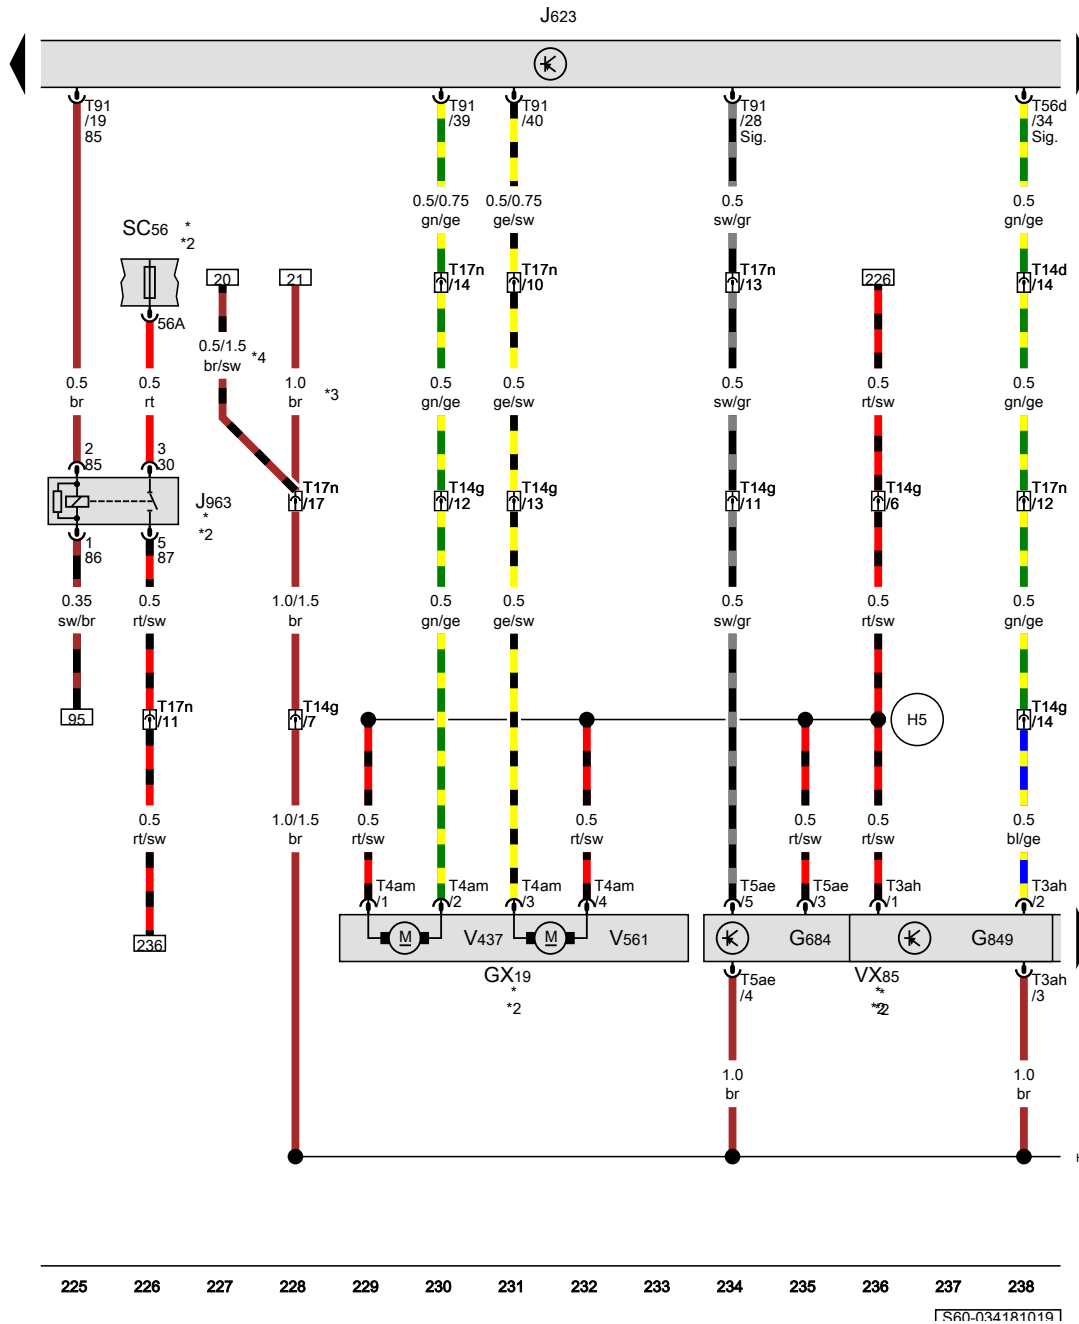 J623
T91 T91 T91 T91 T56d
/19 /39 /40 /28 /34
85 Sig. Sig.
0.5/0.75 0.5/0.75 0.5 0.5
gn/ge ge/sw sw/gr gn/ge
SC56 *
*2
20 21 T17n T17n T17n 226 T14d
/14 /10 /13 /14
56A
0.5/1.5 *4
br/sw
0.5 0.5 1.0 *3 0.5 0.5 0.5 0.5 0.5
br rt br gn/ge ge/sw sw/gr rt/sw gn/ge
2 3
85 30
J963
*
*2
T17n T14g T14g T14g T14g T17n
/17 /12 /13 /11 /6 /12
1 5
86 87
0.35 0.5 1.0/1.5 0.5 0.5 0.5 0.5 0.5
sw/br rt/sw br gn/ge ge/sw sw/gr rt/sw gn/ge
95 T17n T14g H5 T14g
/11 /7 /14
0.5 1.0/1.5 0.5 0.5 0.5 0.5 0.5
rt/sw br rt/sw rt/sw rt/sw rt/sw bl/ge
T4am T4am T4am T4am T5ae T5ae T3ah T3ah
/1 /2 /3 /4 /5 /3 /1 /2
236 M V437 M V561 G684 G849
GX19 T5ae VX85 T3ah
* /4 * /3
*2 *2
1.0 1.0
br br
225 226 227 228 229 230 231 232 233 234 235 236 237 238
S60-034181019